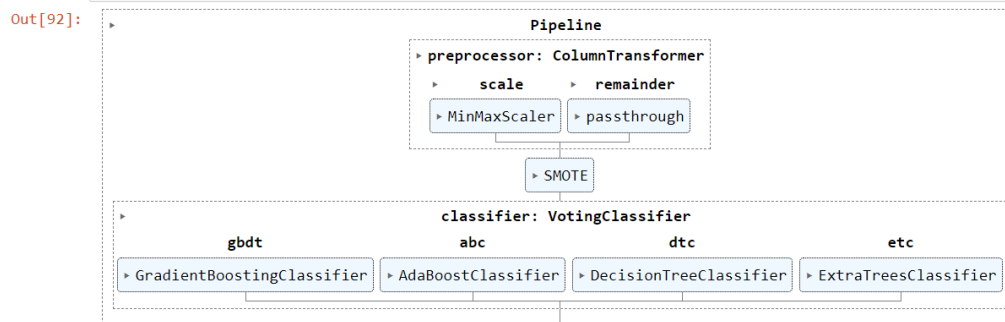 Out[92]:
Pipeline
preprocessor: ColumnTransformer
scale remainder
MinMaxScaler passthrough
SMOTE
classifier: VotingClassifier
gbdt abc dtc etc
GradientBoostingClassifier AdaBoostClassifier DecisionTreeClassifier ExtraTreesClassifier